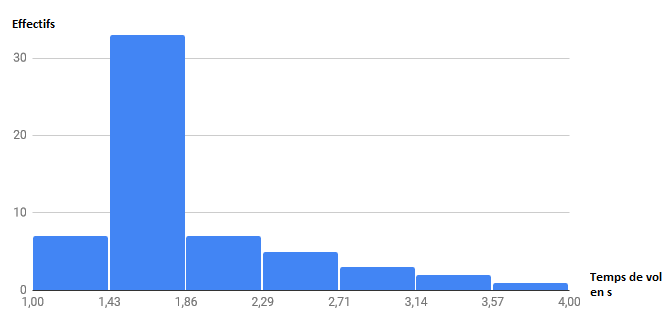 Effectifs
30
20
10
0
1,00 1,43 1,86 2,29 2,71 3,14 3,57 4,00
Temps de vol
en s